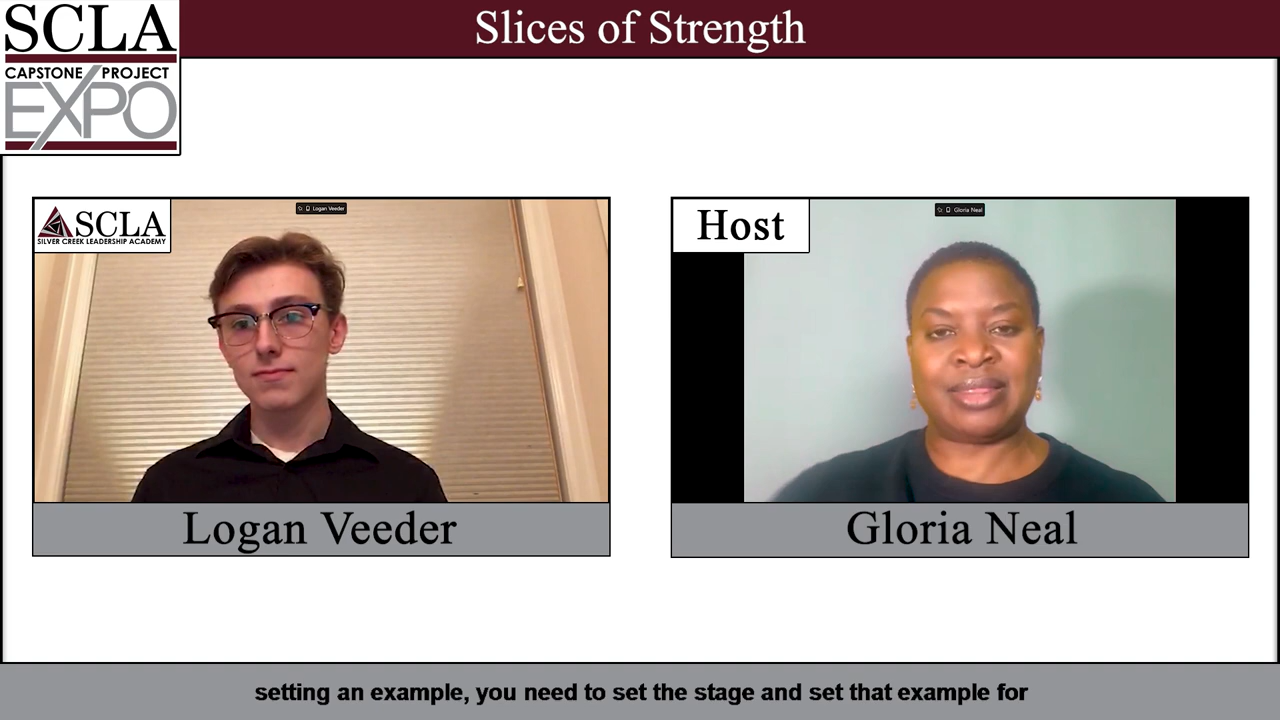 SCLA
CAPSTONE PROJECT
EXPO
Slices of Strength
SCLA
SILVER CREEK LEADERSHIP ACADEMY
Logan Veeder
Host
Gloria Neal
Logan Veeder
Gloria Neal
setting an example, you need to set the stage and set that example for